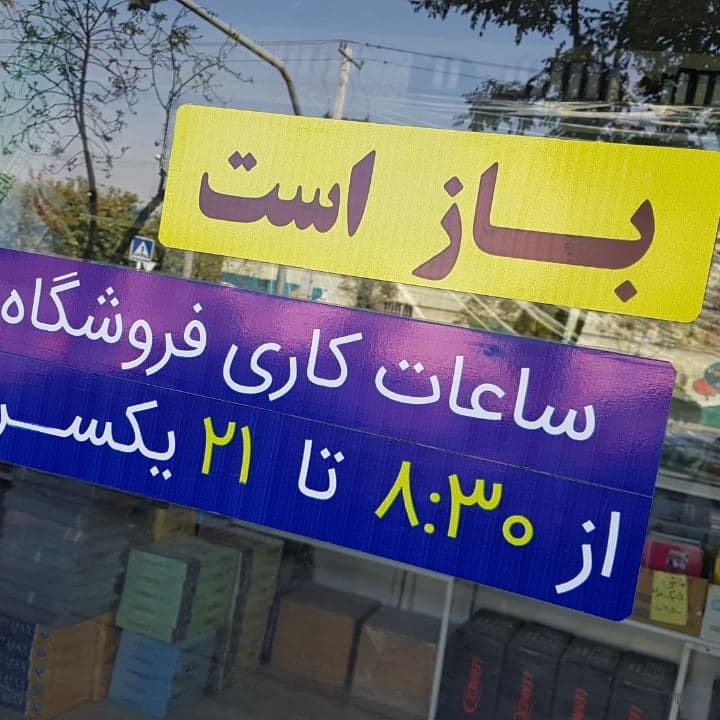 باز است
ساعات کاری فروشگاه
از ۸:۳۰ تا ۲۱ یکسر